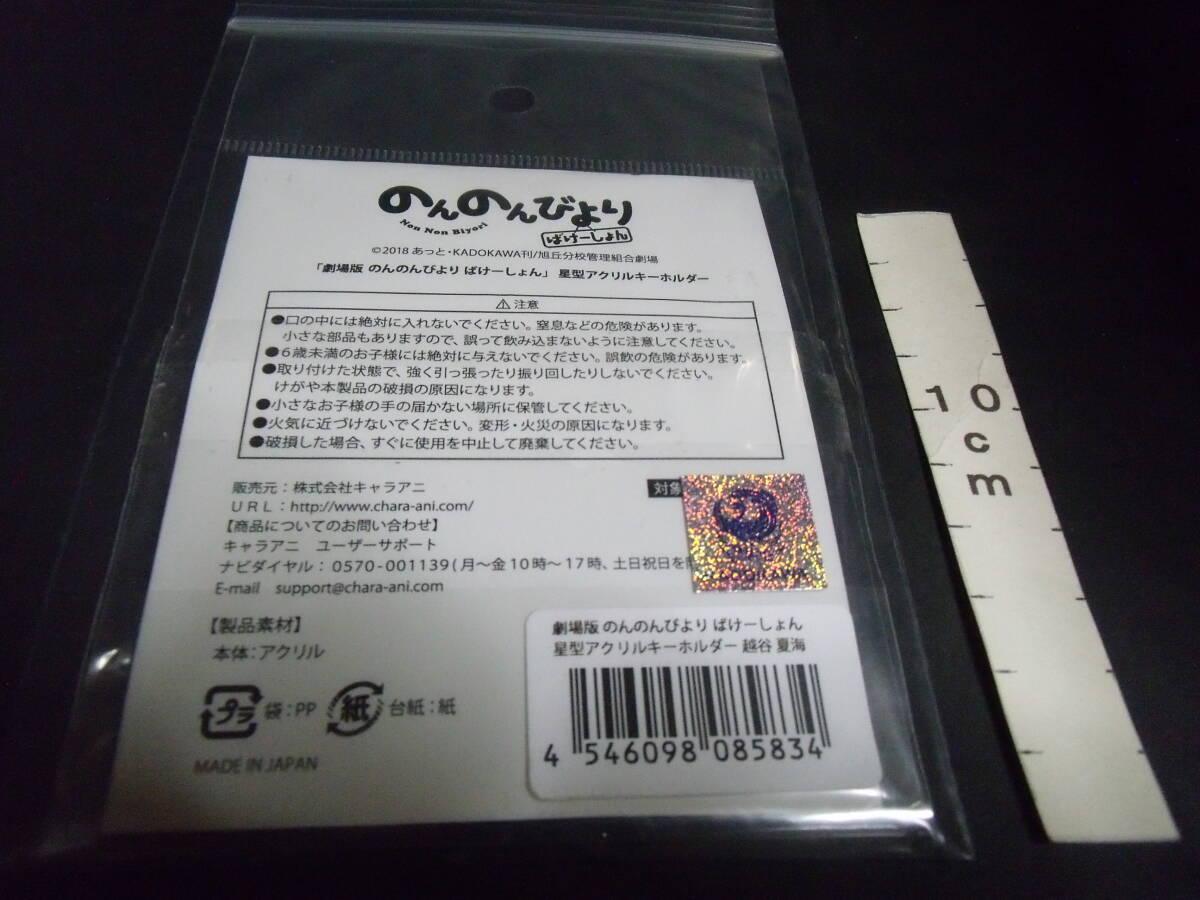 のんのんびより
Non Non Biyori
ばけーしょん
©2018 あっと・KADOKAWA刊/旭丘分校管理組合劇場
「劇場版 のんのんびより ばけーしょん」 星型アクリルキーホルダー
⚠注意
●口の中には絶対に入れないでください。窒息などの危険があります。
小さな部品もありますので、誤って飲み込まないように注意してください。
●6歳未満のお子様には絶対に与えないでください。誤飲の危険があります。
●取り付けた状態で、強く引っ張ったり振り回したりしないでください。
けがや本製品の破損の原因になります。
●小さなお子様の手の届かない場所に保管してください。
●火気に近づけないでください。変形・火災の原因になります。
●破損した場合、すぐに使用を中止して廃棄してください。
販売元：株式会社キャラアニ
対象
URL：http://www.chara-ani.com/
【商品についてのお問い合わせ】
キャラアニ ユーザーサポート
ナビダイヤル：0570-001139(月〜金10時〜17時、土日祝日を
E-mail support@chara-ani.com
【製品素材】
本体：アクリル
プラ 袋：PP 紙 台紙：紙
MADE IN JAPAN
劇場版 のんのんびより ばけーしょん
星型アクリルキーホルダー 越谷 夏海
4 546098 085834
10
cm